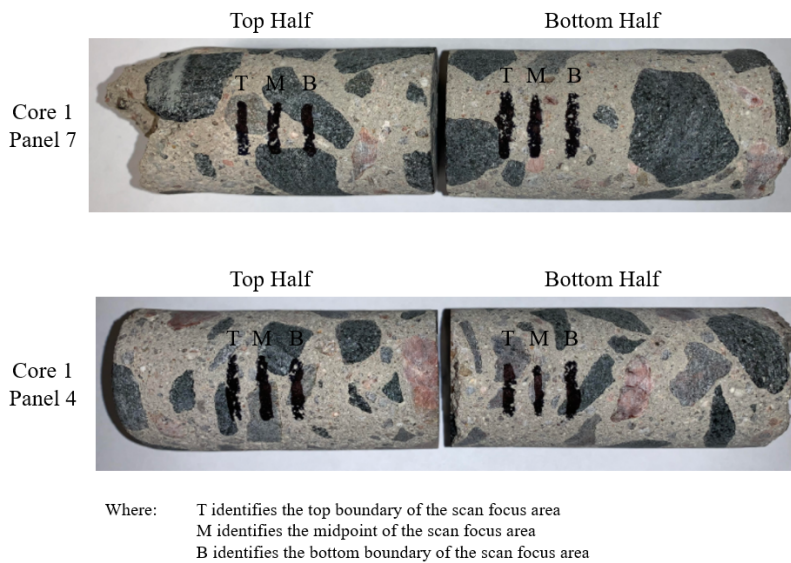 Top Half Bottom Half
T M B T M B
Core 1
Panel 7
Top Half Bottom Half
T M B T M B
Core 1
Panel 4
Where: T identifies the top boundary of the scan focus area
M identifies the midpoint of the scan focus area
B identifies the bottom boundary of the scan focus area